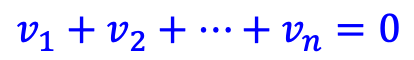 v₁ + v₂ + ⋯ + vₙ = 0